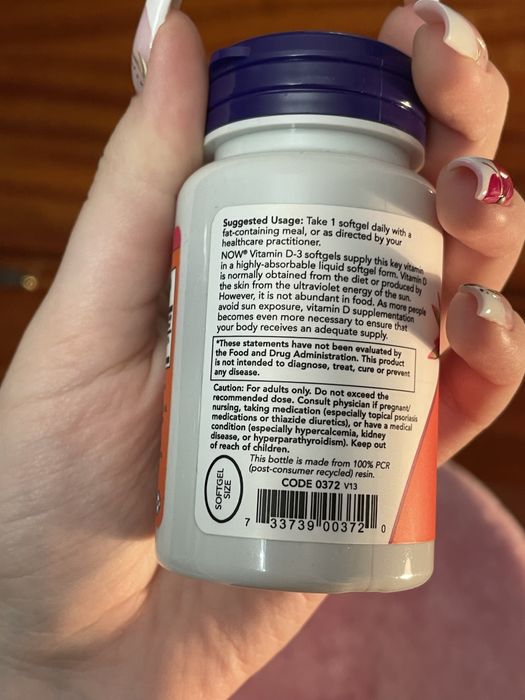 Suggested Usage: Take 1 softgel daily with a
fat-containing meal, or as directed by your
healthcare practitioner.
NOW® Vitamin D-3 softgels supply this key vitamin
in a highly-absorbable liquid softgel form. Vitamin D
is normally obtained from the diet or produced by
the skin from the ultraviolet energy of the sun.
However, it is not abundant in food. As more people
avoid sun exposure, vitamin D supplementation
becomes even more necessary to ensure that
your body receives an adequate supply.
*These statements have not been evaluated by
the Food and Drug Administration. This product
is not intended to diagnose, treat, cure or prevent
any disease.
Caution: For adults only. Do not exceed the
recommended dose. Consult physician if pregnant/
nursing, taking medication (especially topical psoriasis
medications or thiazide diuretics), or have a medical
condition (especially hypercalcemia, kidney
disease, or hyperparathyroidism). Keep out
of reach of children.
This bottle is made from 100% PCR
(post-consumer recycled) resin.
SOFTGEL
SIZE
CODE 0372 V13
7 33739 00372 0